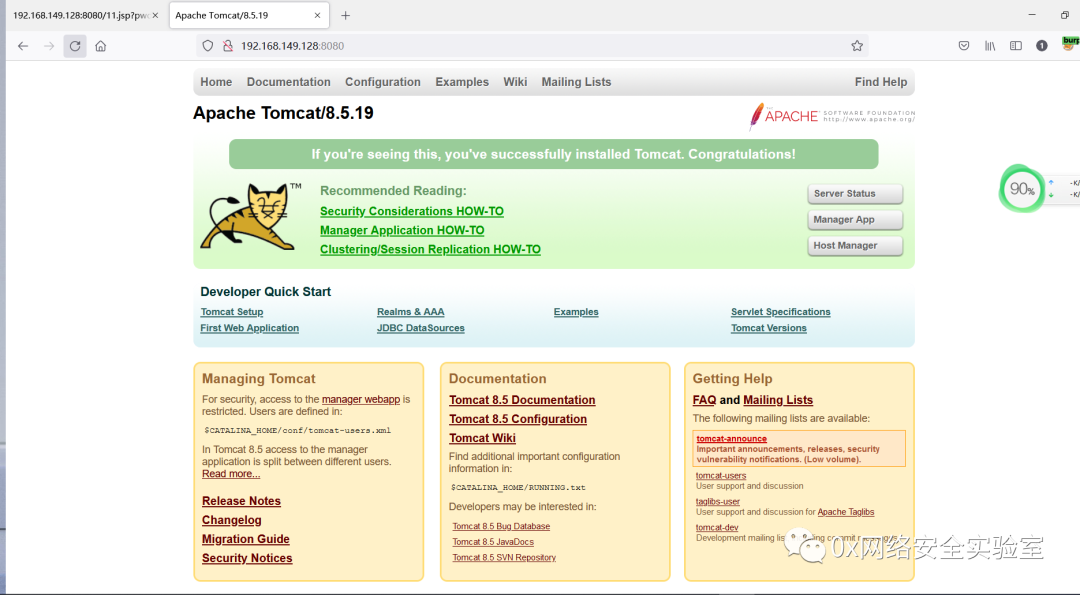 192.168.149.128:8080/11.jsp?pwd
Apache Tomcat/8.5.19
192.168.149.128:8080
Home Documentation Configuration Examples Wiki Mailing Lists Find Help
Apache Tomcat/8.5.19
APACHE SOFTWARE FOUNDATION
http://www.apache.org/
If you're seeing this, you've successfully installed Tomcat. Congratulations!
TM
Recommended Reading:
Security Considerations HOW-TO
Manager Application HOW-TO
Clustering/Session Replication HOW-TO
Server Status
Manager App
Host Manager
90%
-K/
-K/
Developer Quick Start
Tomcat Setup
First Web Application
Realms & AAA
JDBC DataSources
Examples
Servlet Specifications
Tomcat Versions
Managing Tomcat
For security, access to the manager webapp is
restricted. Users are defined in:
$CATALINA_HOME/conf/tomcat-users.xml
In Tomcat 8.5 access to the manager
application is split between different users.
Read more...
Release Notes
Changelog
Migration Guide
Security Notices
Documentation
Tomcat 8.5 Documentation
Tomcat 8.5 Configuration
Tomcat Wiki
Find additional important configuration
information in:
$CATALINA_HOME/RUNNING.txt
Developers may be interested in:
Tomcat 8.5 Bug Database
Tomcat 8.5 JavaDocs
Tomcat 8.5 SVN Repository
Getting Help
FAQ and Mailing Lists
The following mailing lists are available:
tomcat-announce
Important announcements, releases, security
vulnerability notifications. (Low volume).
tomcat-users
User support and discussion
taglibs-user
User support and discussion for Apache Taglibs
tomcat-dev
Development mailing commit
0X网络安全实验室